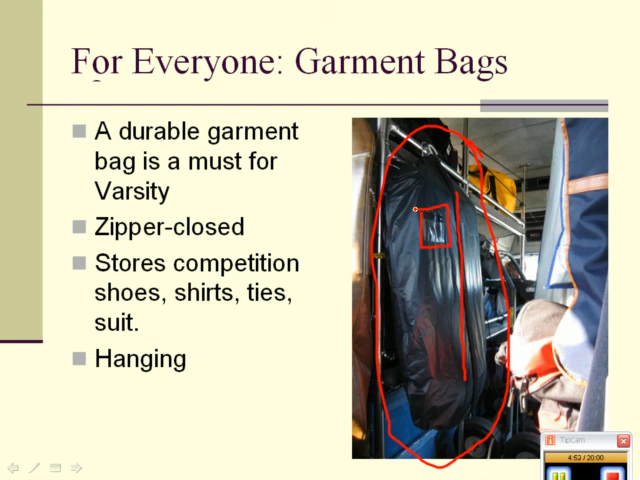 For Everyone: Garment Bags
A durable garment
bag is a must for
Varsity
Zipper-closed
Stores competition
shoes, shirts, ties,
suit.
Hanging
TipCam
4:53 / 20:00